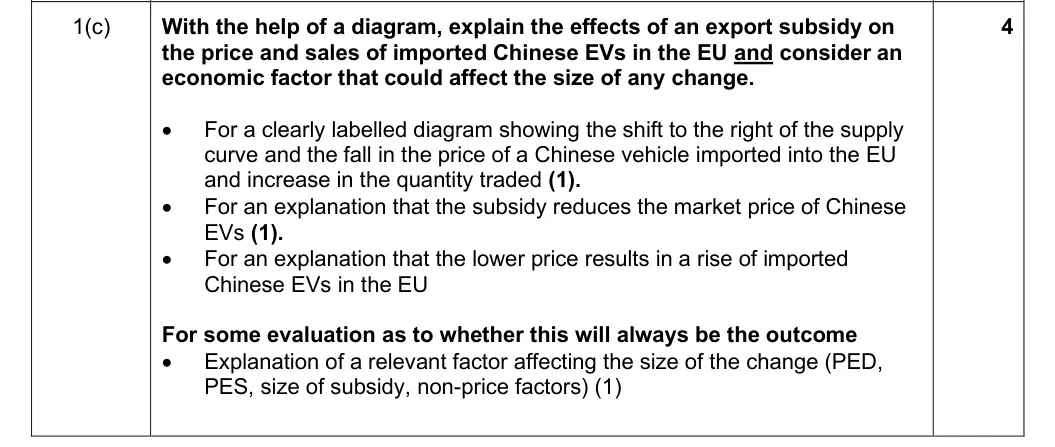 1(c) With the help of a diagram, explain the effects of an export subsidy on 4
the price and sales of imported Chinese EVs in the EU and consider an
economic factor that could affect the size of any change.
• For a clearly labelled diagram showing the shift to the right of the supply
curve and the fall in the price of a Chinese vehicle imported into the EU
and increase in the quantity traded (1).
• For an explanation that the subsidy reduces the market price of Chinese
EVs (1).
• For an explanation that the lower price results in a rise of imported
Chinese EVs in the EU
For some evaluation as to whether this will always be the outcome
• Explanation of a relevant factor affecting the size of the change (PED,
PES, size of subsidy, non-price factors) (1)